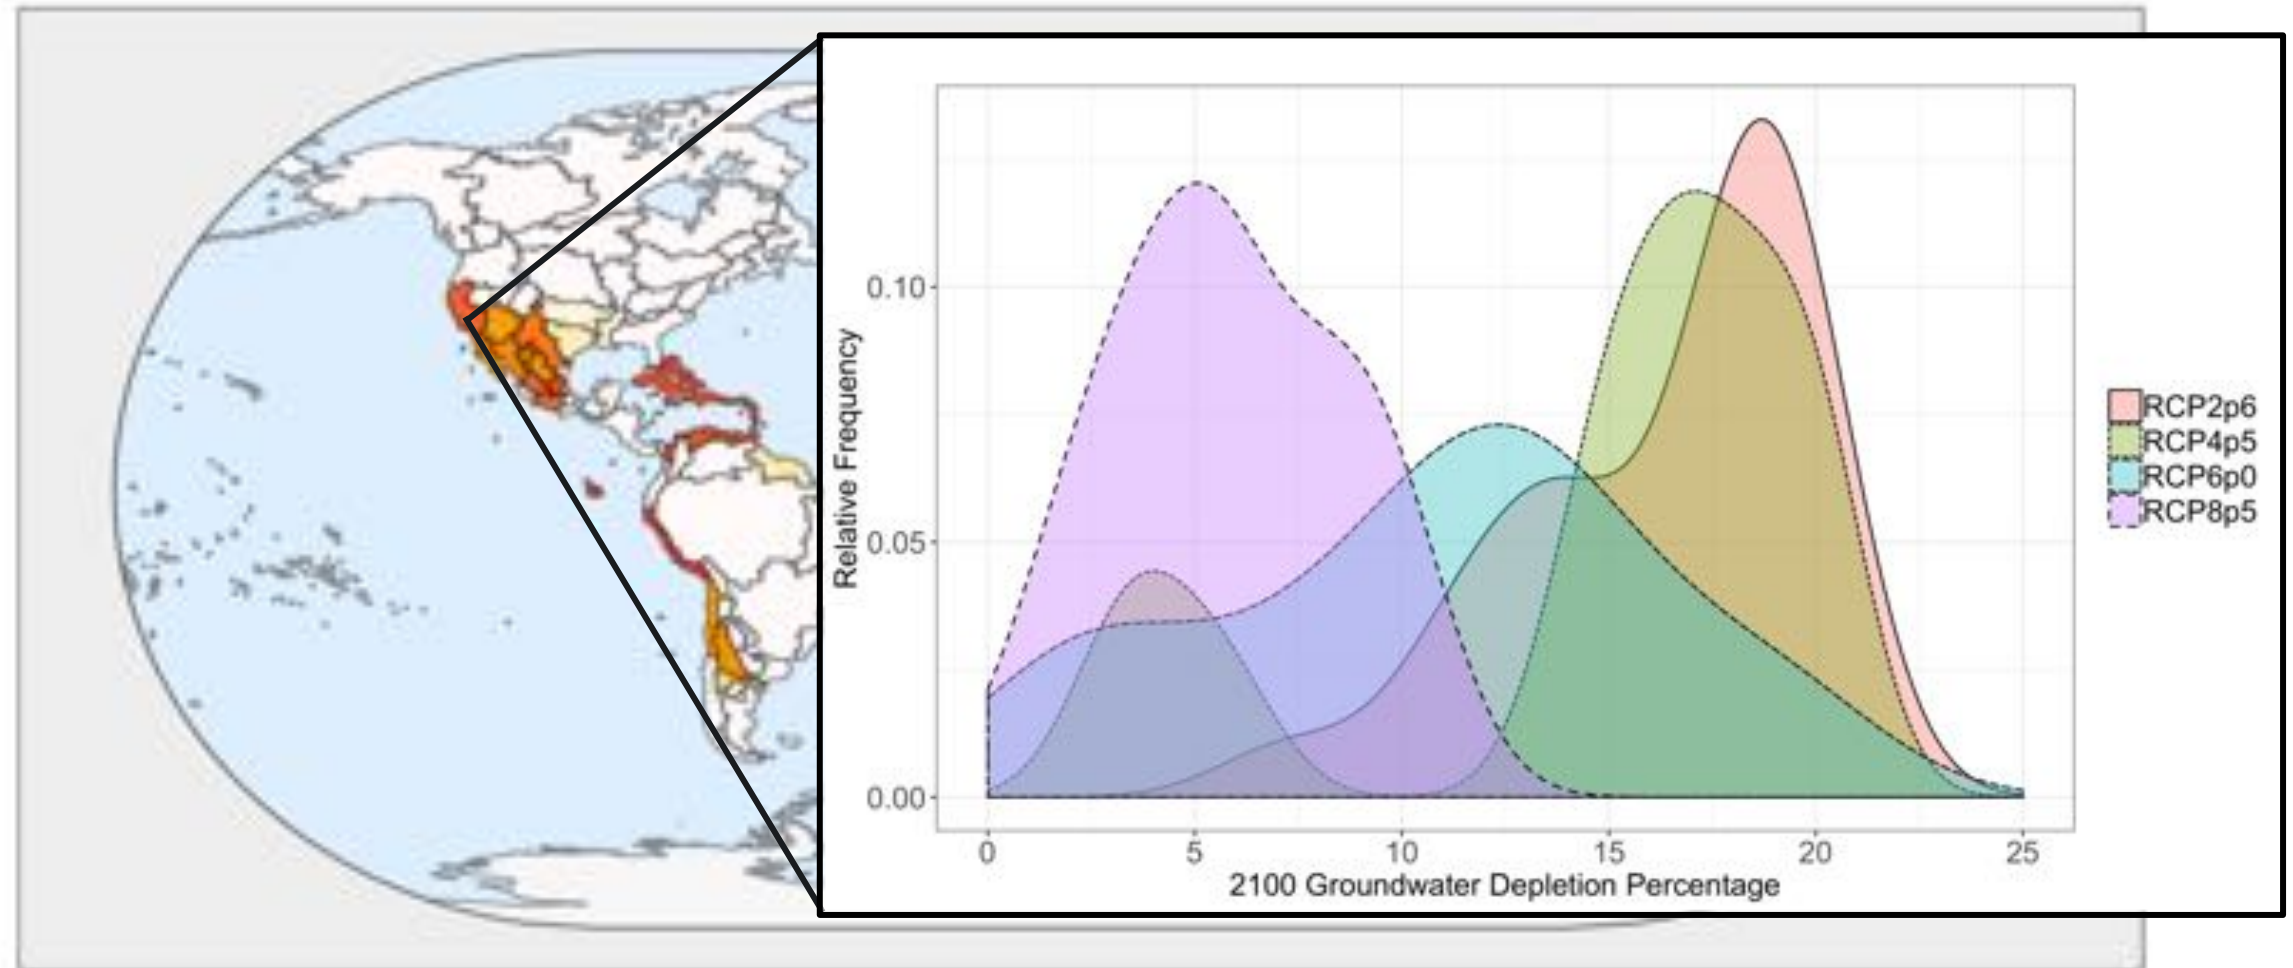 0.10
0.05
0.00
Relative Frequency
0 5 10 15 20 25
2100 Groundwater Depletion Percentage
RCP2p6
RCP4p5
RCP6p0
RCP8p5